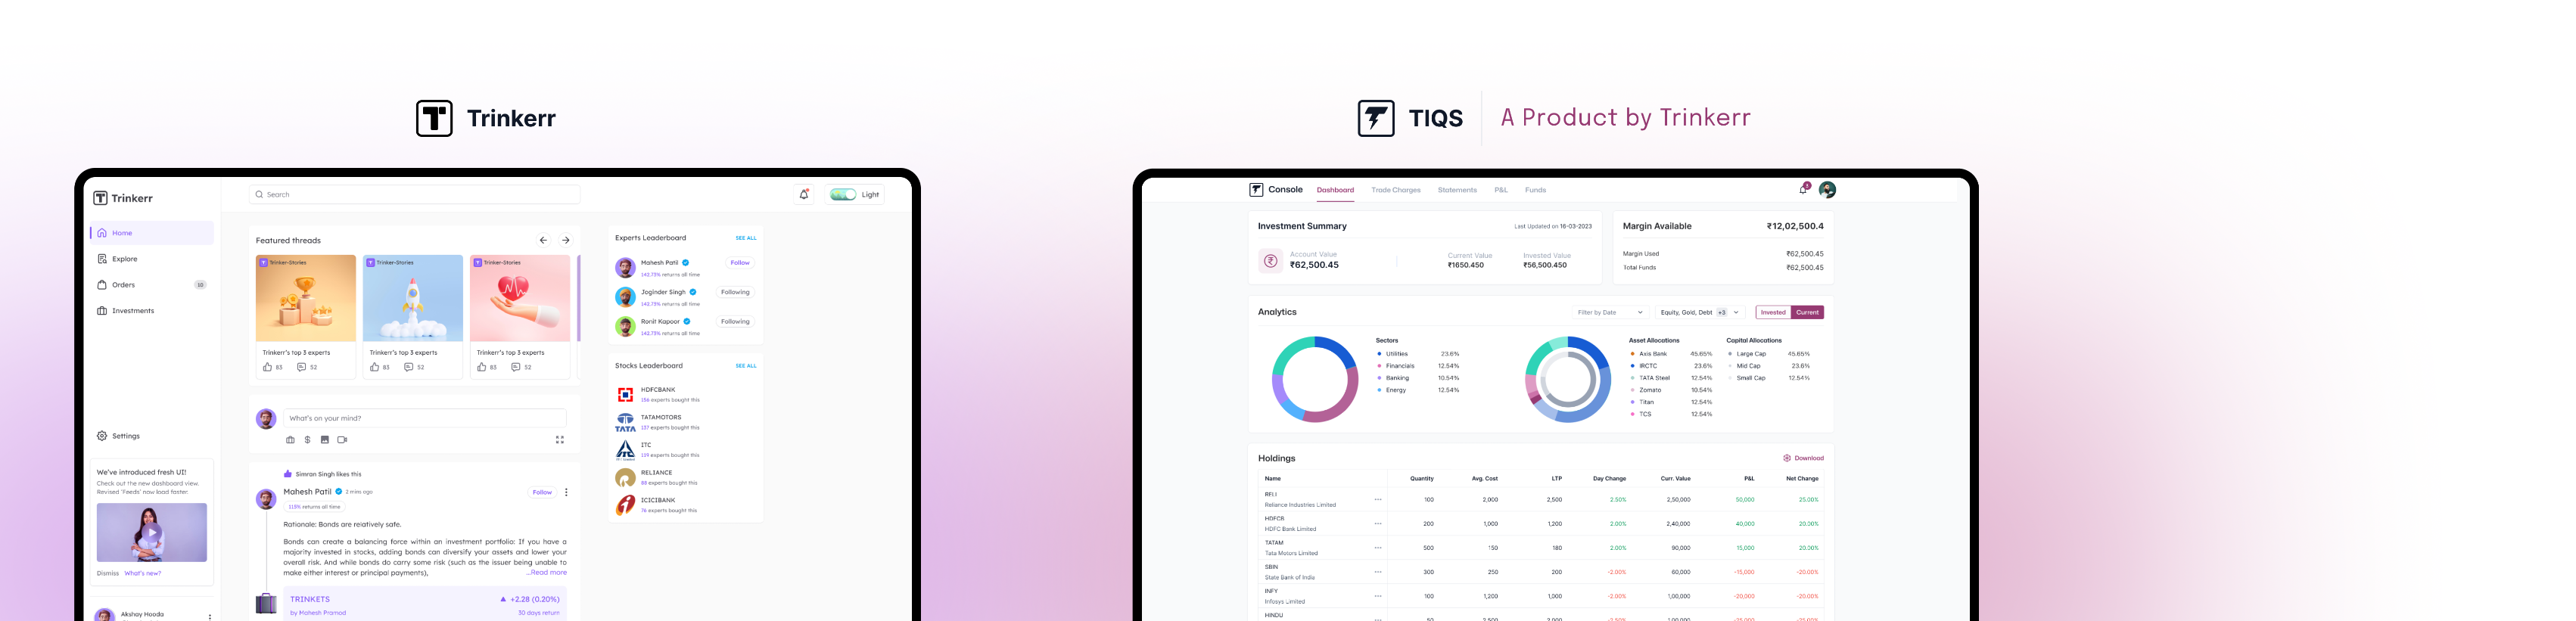 Trinkerr
TIQS
A Product by Trinkerr
Trinkerr
Search
Light
Home
Explore
Orders
10
Investments
Settings
We've introduced fresh UI!
Check out the new dashboard view.
Revised 'Feeds' now load faster.
Dismiss What's new?
Akshay Hooda
Featured threads
Trinker-Stories
Trinker-Stories
Trinker-Stories
Trinkerr's top 3 experts
Trinkerr's top 3 experts
Trinkerr's top 3 experts
83 52
83 52
83 52
What's on your mind?
Simran Singh likes this
Mahesh Patil 2 mins ago
Follow
113% returns all time
Rationale: Bonds are relatively safe.
Bonds can create a balancing force within an investment portfolio: If you have a
majority invested in stocks, adding bonds can diversify your assets and lower your
overall risk. And while bonds do carry some risk (such as the issuer being unable to
make either interest or principal payments),
...Read more
TRINKETS
+2.28 (0.20%)
by Mahesh Pramod
30 days return
Experts Leaderboard SEE ALL
Mahesh Patil Follow
142.73% returns all time
Joginder Singh Following
142.73% returns all time
Ronit Kapoor Following
142.73% returns all time
Stocks Leaderboard SEE ALL
HDFCBANK
156 experts bought this
TATAMOTORS
TATA
137 experts bought this
ITC
109 experts bought this
RELIANCE
88 experts bought this
ICICIBANK
76 experts bought this
Console Dashboard Trade Charges Statements P&L Funds
Investment Summary Last Updated on 16-03-2023
Account Value Current Value Invested Value
₹62,500.45 ₹1650.450 ₹56,500.450
Margin Available ₹12,02,500.4
Margin Used ₹62,500.45
Total Funds ₹62,500.45
Analytics Filter by Date Equity, Gold, Debt +3 Invested Current
Sectors
Utilities 23.6%
Financials 12.54%
Banking 10.54%
Energy 12.54%
Asset Allocations
Axis Bank 45.65%
IRCTC 23.6%
TATA Steel 12.54%
Zomato 10.54%
Titan 12.54%
TCS 12.54%
Capital Allocations
Large Cap 45.65%
Mid Cap 23.6%
Small Cap 12.54%
Holdings Download
Name Quantity Avg. Cost LTP Day Change Curr. Value P&L Net Change
RELI
Reliance Industries Limited
100 2,000 2,500 2.50% 2,50,000 50,000 25.00%
HDFCB
HDFC Bank Limited
200 1,000 1,200 2.00% 2,40,000 40,000 20.00%
TATAM
Tata Motors Limited
500 150 180 2.00% 90,000 15,000 20.00%
SBIN
State Bank of India
300 250 200 -2.00% 60,000 -15,000 -20.00%
INFY
Infosys Limited
100 1,200 1,000 -2.00% 1,00,000 -20,000 -20.00%
HINDU